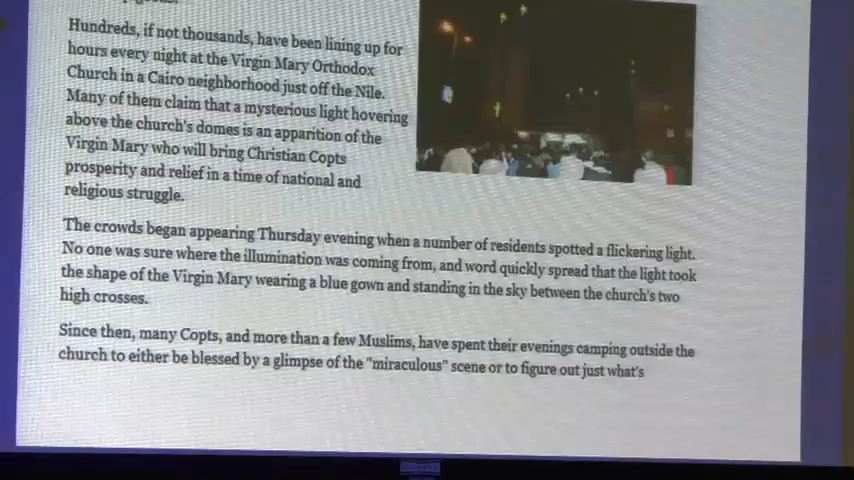 Hundreds, if not thousands, have been lining up for
hours every night at the Virgin Mary Orthodox
Church in a Cairo neighborhood just off the Nile.
Many of them claim that a mysterious light hovering
above the church's domes is an apparition of the
Virgin Mary who will bring Christian Copts
prosperity and relief in a time of national and
religious struggle.
The crowds began appearing Thursday evening when a number of residents spotted a flickering light.
No one was sure where the illumination was coming from, and word quickly spread that the light took
the shape of the Virgin Mary wearing a blue gown and standing in the sky between the church's two
high crosses.
Since then, many Copts, and more than a few Muslims, have spent their evenings camping outside the
church to either be blessed by a glimpse of the "miraculous" scene or to figure out just what's